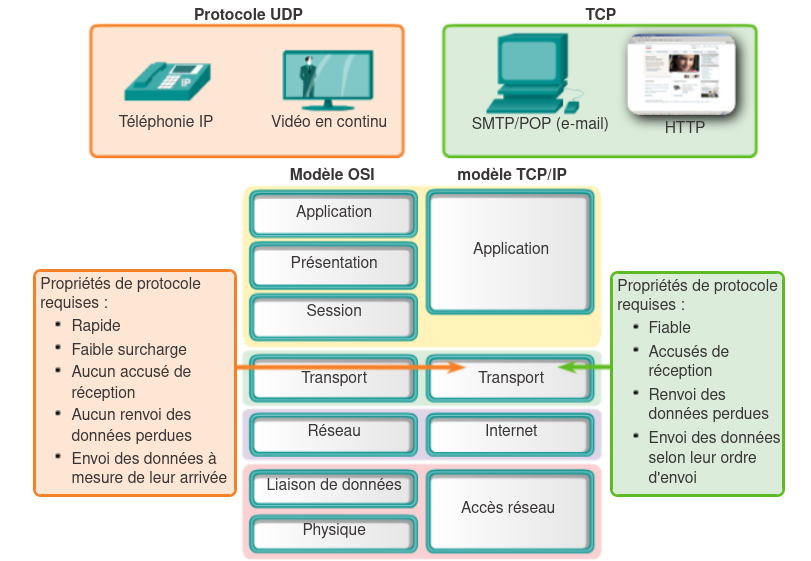 Protocole UDP
TCP
IP
Téléphonie IP
Vidéo en continu
SMTP/POP (e-mail)
HTTP
Modèle OSI
modèle TCP/IP
Application
Présentation
Session
Transport
Réseau
Liaison de données
Physique
Application
Transport
Internet
Accès réseau
Propriétés de protocole
requises :
Rapide
Faible surcharge
Aucun accusé de
réception
Aucun renvoi des
données perdues
Envoi des données à
mesure de leur arrivée
Propriétés de protocole
requises :
Fiable
Accusés de
réception
Renvoi des
données perdues
Envoi des données
selon leur ordre
d'envoi